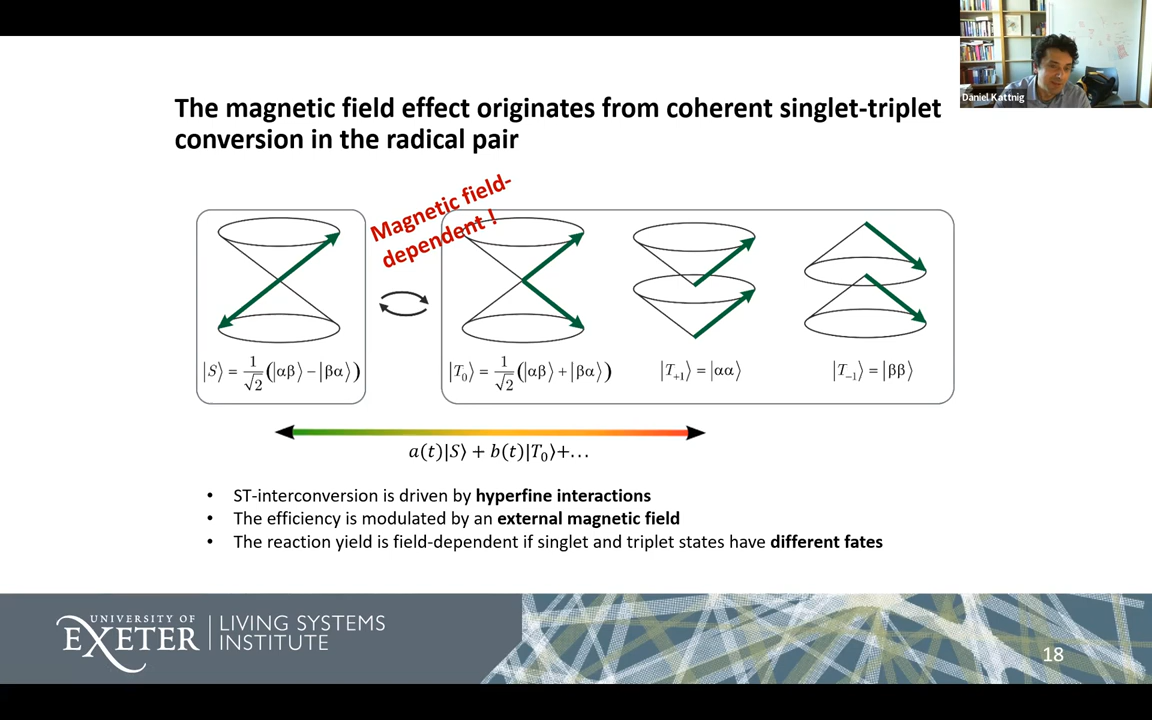 Daniel Kattnig
The magnetic field effect originates from coherent singlet-triplet
conversion in the radical pair
Magnetic field-
dependent !
|S⟩ = 1/√2 (|αβ⟩ − |βα⟩)
|T₀⟩ = 1/√2 (|αβ⟩ + |βα⟩)
|T₊₁⟩ = |αα⟩
|T₋₁⟩ = |ββ⟩
a(t)|S⟩ + b(t)|T₀⟩+…
• ST-interconversion is driven by hyperfine interactions
• The efficiency is modulated by an external magnetic field
• The reaction yield is field-dependent if singlet and triplet states have different fates
UNIVERSITY OF
EXETER
LIVING SYSTEMS
INSTITUTE
18